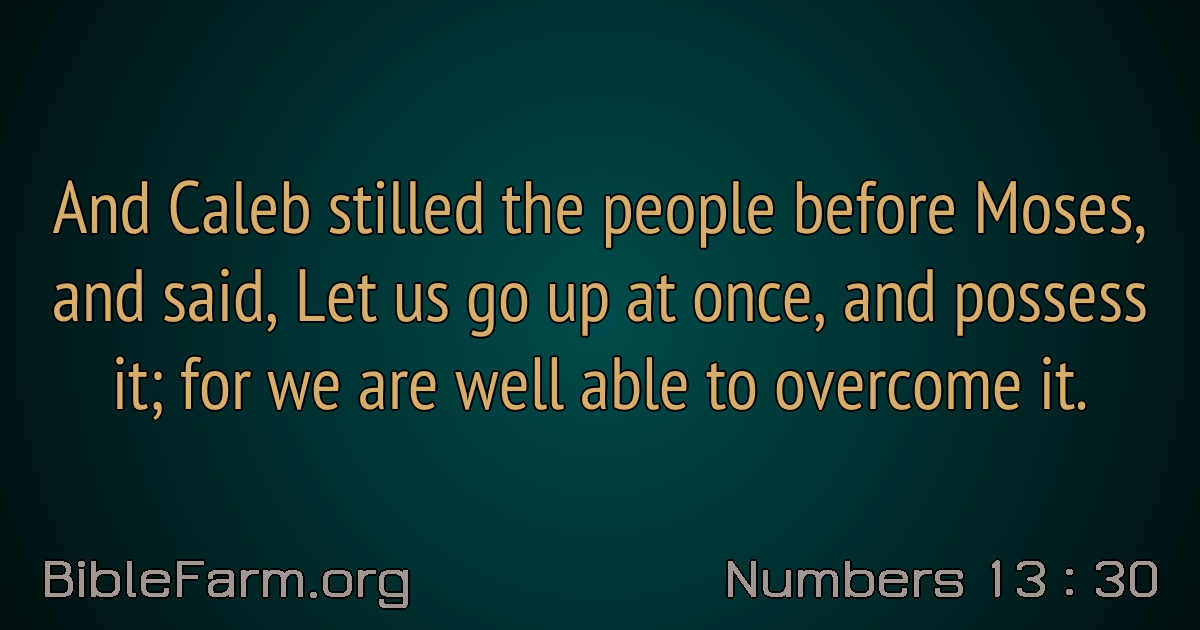 And Caleb stilled the people before Moses,
and said, Let us go up at once, and possess
it; for we are well able to overcome it.
BibleFarm.org
Numbers 13 : 30